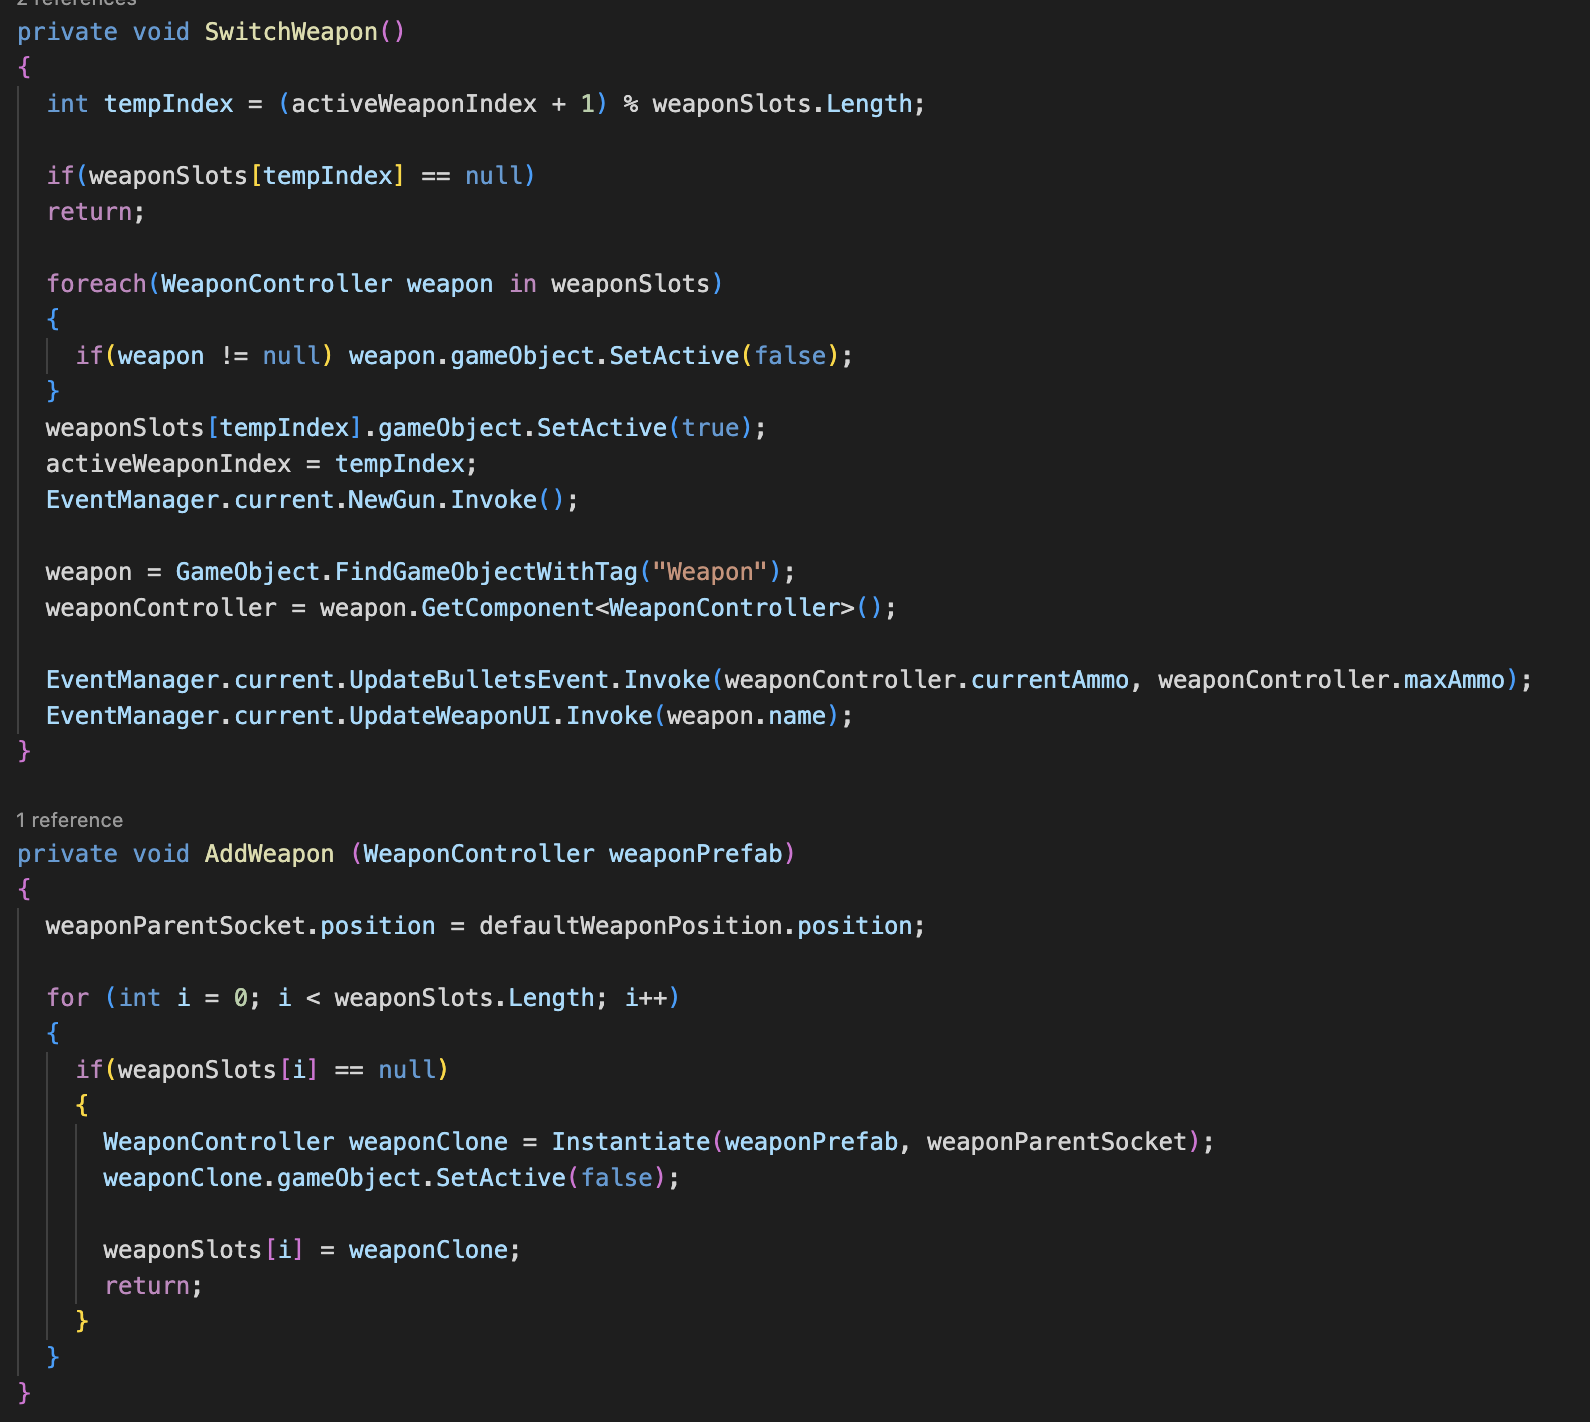 2 references
private void SwitchWeapon()
{
int tempIndex = (activeWeaponIndex + 1) % weaponSlots.Length;
if(weaponSlots[tempIndex] == null)
return;
foreach(WeaponController weapon in weaponSlots)
{
if(weapon != null) weapon.gameObject.SetActive(false);
}
weaponSlots[tempIndex].gameObject.SetActive(true);
activeWeaponIndex = tempIndex;
EventManager.current.NewGun.Invoke();
weapon = GameObject.FindGameObjectWithTag("Weapon");
weaponController = weapon.GetComponent<WeaponController>();
EventManager.current.UpdateBulletsEvent.Invoke(weaponController.currentAmmo, weaponController.maxAmmo);
EventManager.current.UpdateWeaponUI.Invoke(weapon.name);
}
1 reference
private void AddWeapon (WeaponController weaponPrefab)
{
weaponParentSocket.position = defaultWeaponPosition.position;
for (int i = 0; i < weaponSlots.Length; i++)
{
if(weaponSlots[i] == null)
{
WeaponController weaponClone = Instantiate(weaponPrefab, weaponParentSocket);
weaponClone.gameObject.SetActive(false);
weaponSlots[i] = weaponClone;
return;
}
}
}